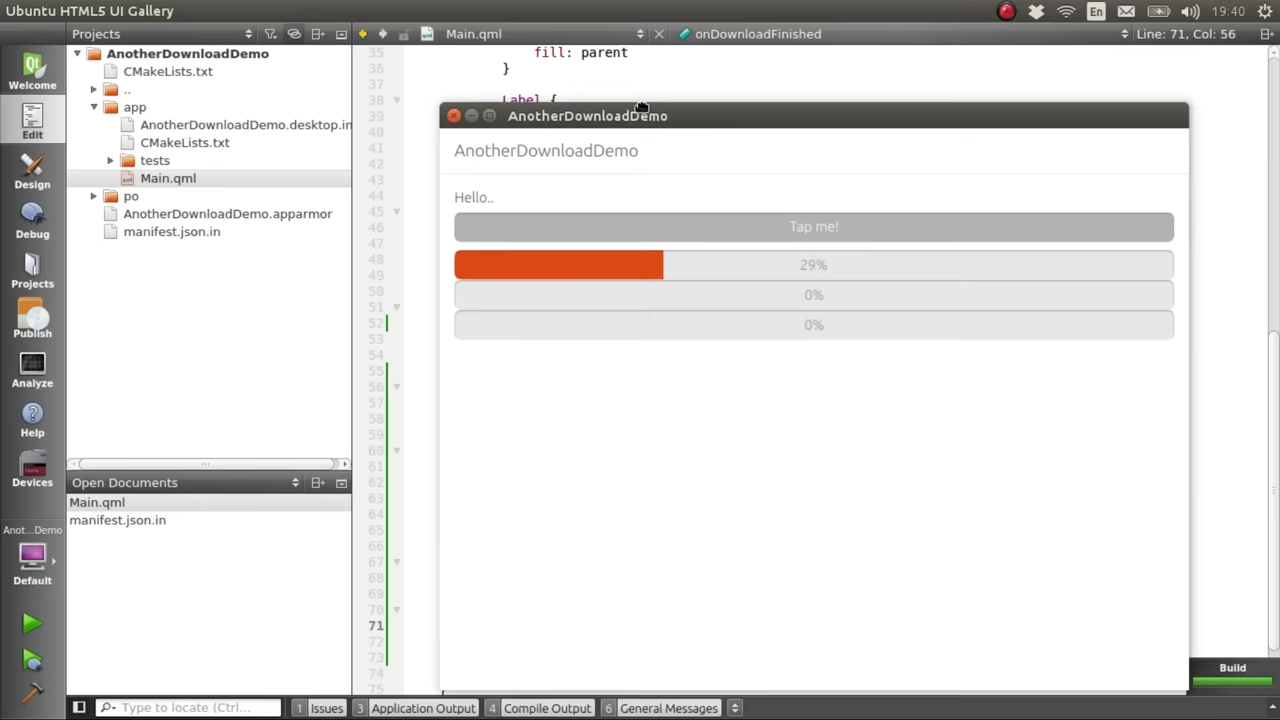 Ubuntu HTML5 UI Gallery
En
19:40
Projects
Main.qml
onDownloadFinished
Line: 71, Col: 56
Welcome
Edit
Design
Debug
Projects
Publish
Analyze
Help
Devices
Anot...Demo
Default
AnotherDownloadDemo
CMakeLists.txt
..
app
AnotherDownloadDemo.desktop.in
CMakeLists.txt
tests
Main.qml
po
AnotherDownloadDemo.apparmor
manifest.json.in
Open Documents
Main.qml
manifest.json.in
35 fill: parent
36 }
37
38 Label {
39
40
41
42
43
44
45
46
47
48
49
50
51
52
53
54
55
56
57
58
59
60
61
62
63
64
65
66
67
68
69
70
71
72
73
74
75
AnotherDownloadDemo
AnotherDownloadDemo
Hello..
Tap me!
29%
0%
0%
Build
Type to locate (Ctrl...
1 Issues
3 Application Output
4 Compile Output
6 General Messages